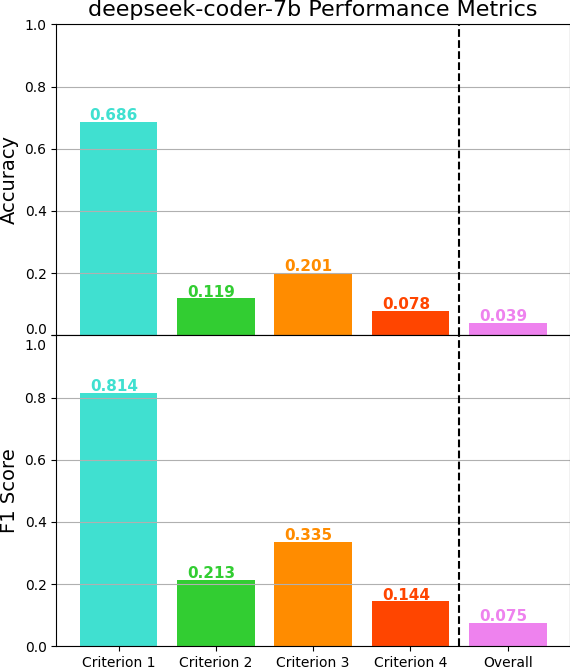 deepseek-coder-7b Performance Metrics
Accuracy
1.0
0.8
0.6
0.4
0.2
0.0
0.686
0.119
0.201
0.078
0.039
F1 Score
1.0
0.8
0.6
0.4
0.2
0.0
0.814
0.213
0.335
0.144
0.075
Criterion 1
Criterion 2
Criterion 3
Criterion 4
Overall